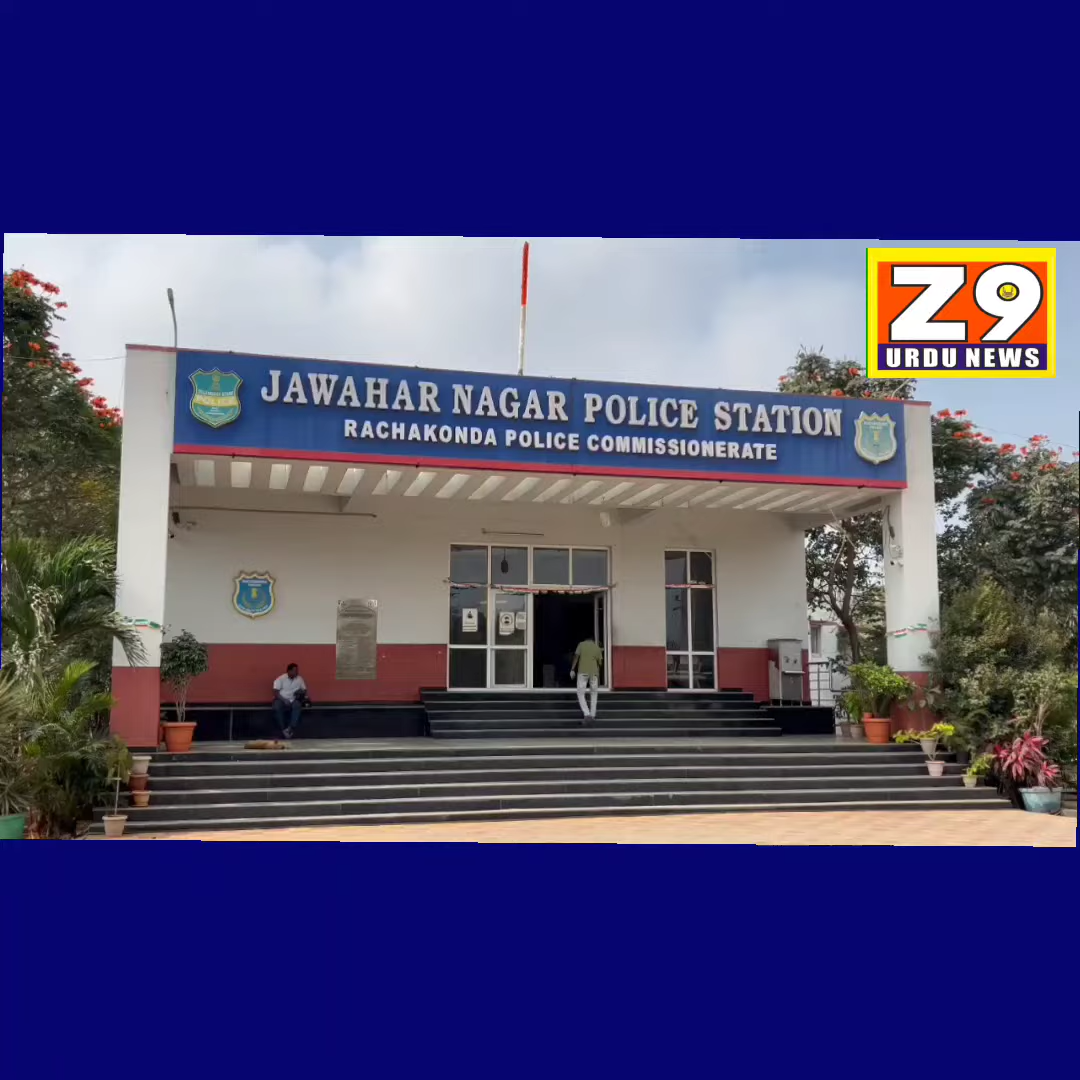 Z9
URDU NEWS
JAWAHAR NAGAR POLICE STATION
RACHAKONDA POLICE COMMISSIONERATE